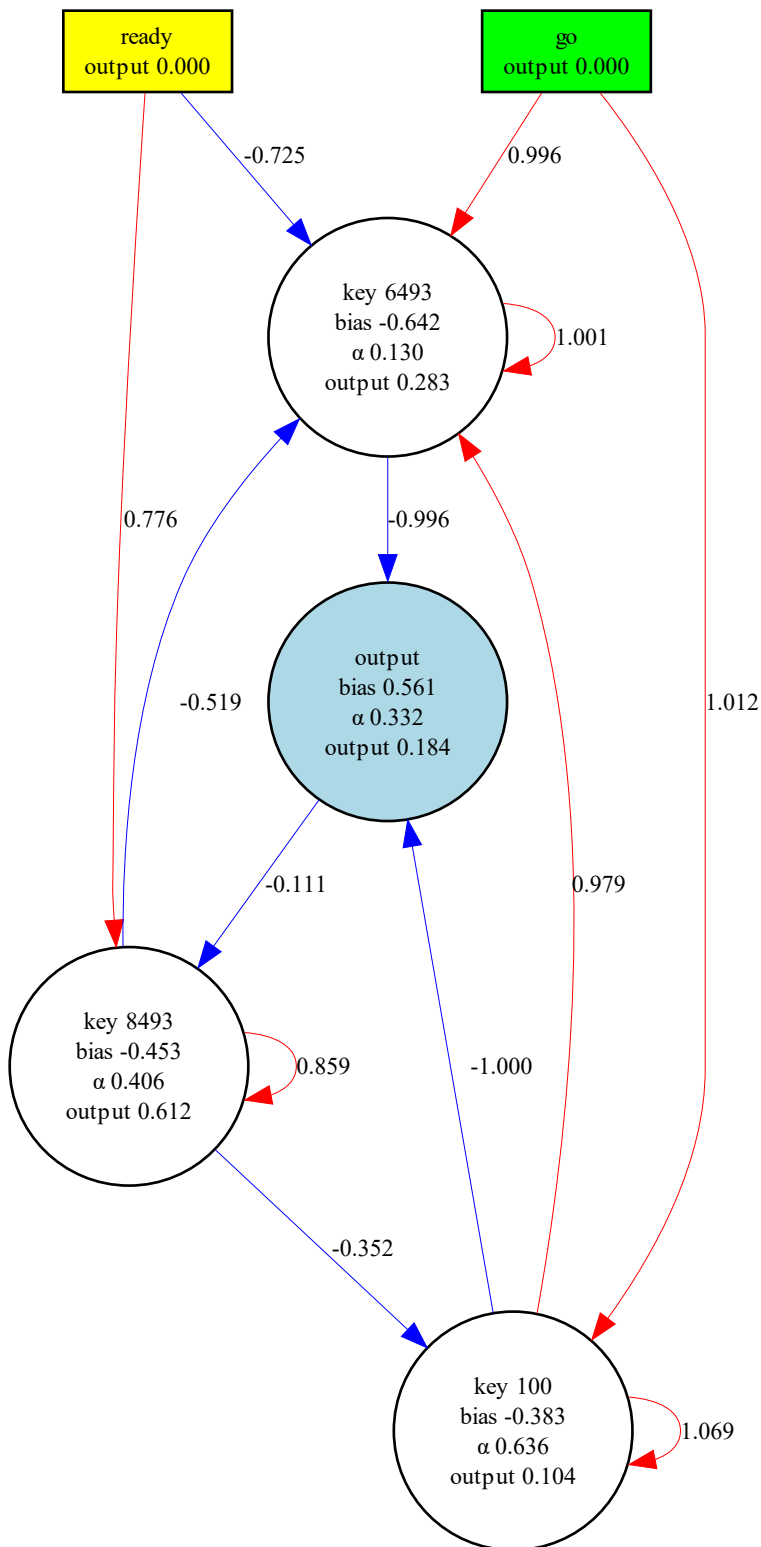 ready
output 0.000
go
output 0.000
-0.725
0.996
key 6493
bias -0.642
α 0.130
output 0.283
1.001
0.776
-0.996
output
bias 0.561
α 0.332
output 0.184
-0.519
1.012
-0.111
0.979
key 8493
bias -0.453
α 0.406
output 0.612
0.859
-1.000
-0.352
key 100
bias -0.383
α 0.636
output 0.104
1.069